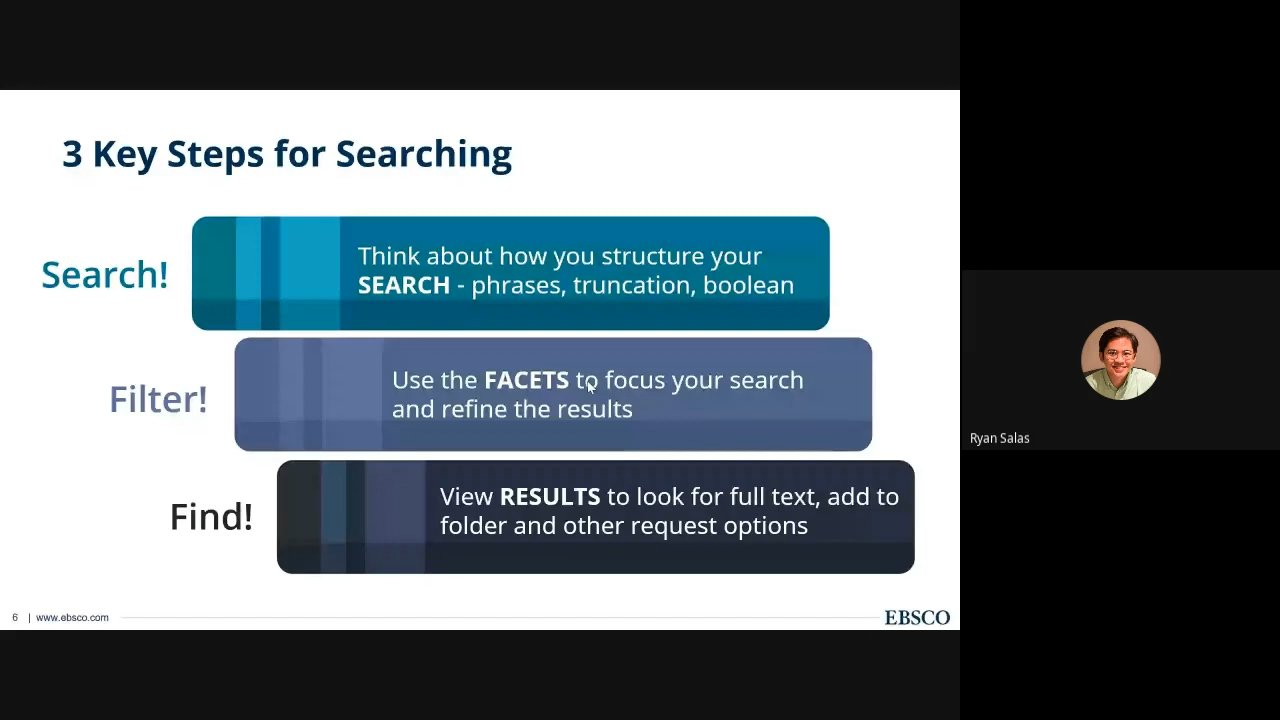 3 Key Steps for Searching
Search!
Think about how you structure your
SEARCH - phrases, truncation, boolean
Filter!
Use the FACETS to focus your search
and refine the results
Find!
View RESULTS to look for full text, add to
folder and other request options
6 | www.ebsco.com
EBSCO
Ryan Salas